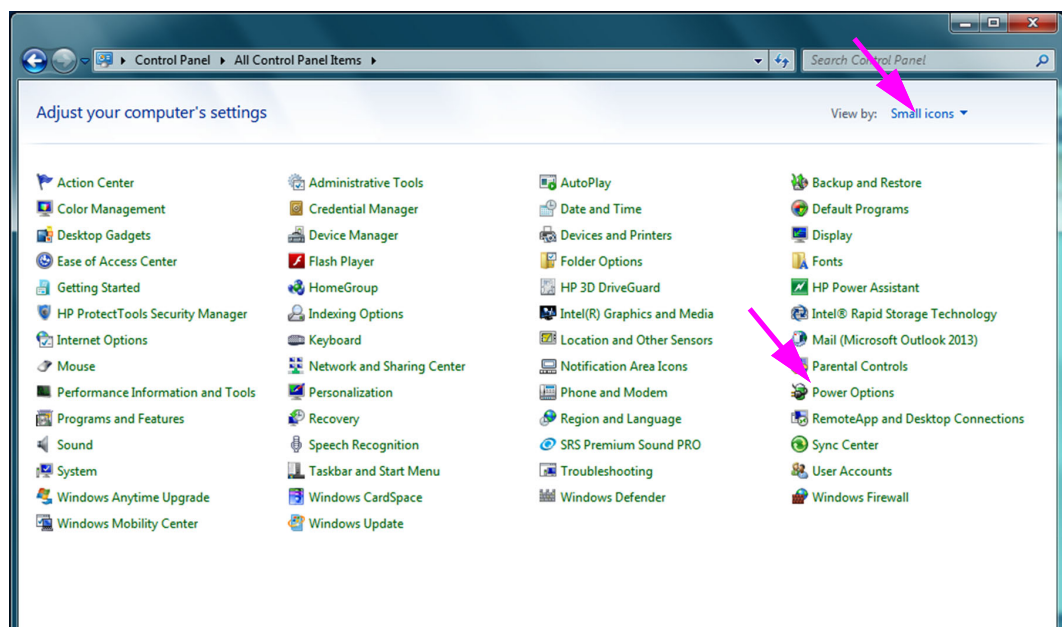 Control Panel All Control Panel Items Search Control Panel
Adjust your computer's settings View by: Small icons
Action Center Administrative Tools AutoPlay Backup and Restore
Color Management Credential Manager Date and Time Default Programs
Desktop Gadgets Device Manager Devices and Printers Display
Ease of Access Center Flash Player Folder Options Fonts
Getting Started HomeGroup HP 3D DriveGuard HP Power Assistant
HP ProtectTools Security Manager Indexing Options Intel(R) Graphics and Media Intel® Rapid Storage Technology
Internet Options Keyboard Location and Other Sensors Mail (Microsoft Outlook 2013)
Mouse Network and Sharing Center Notification Area Icons Parental Controls
Performance Information and Tools Personalization Phone and Modem Power Options
Programs and Features Recovery Region and Language RemoteApp and Desktop Connections
Sound Speech Recognition SRS Premium Sound PRO Sync Center
System Taskbar and Start Menu Troubleshooting User Accounts
Windows Anytime Upgrade Windows CardSpace Windows Defender Windows Firewall
Windows Mobility Center Windows Update